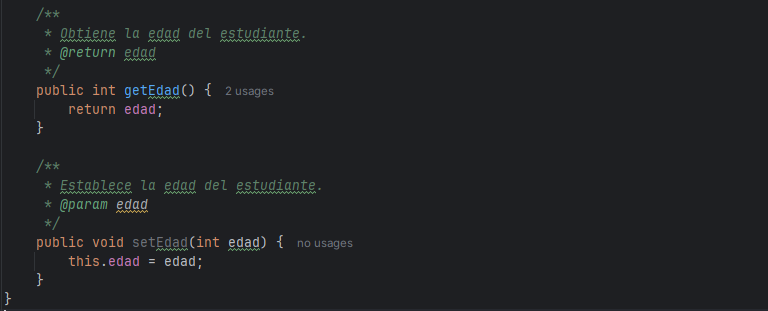 /**
 * Obtiene la edad del estudiante.
 * @return edad
 */
public int getEdad() { 2 usages
    return edad;
}

/**
 * Establece la edad del estudiante.
 * @param edad
 */
public void setEdad(int edad) { no usages
    this.edad = edad;
}
}